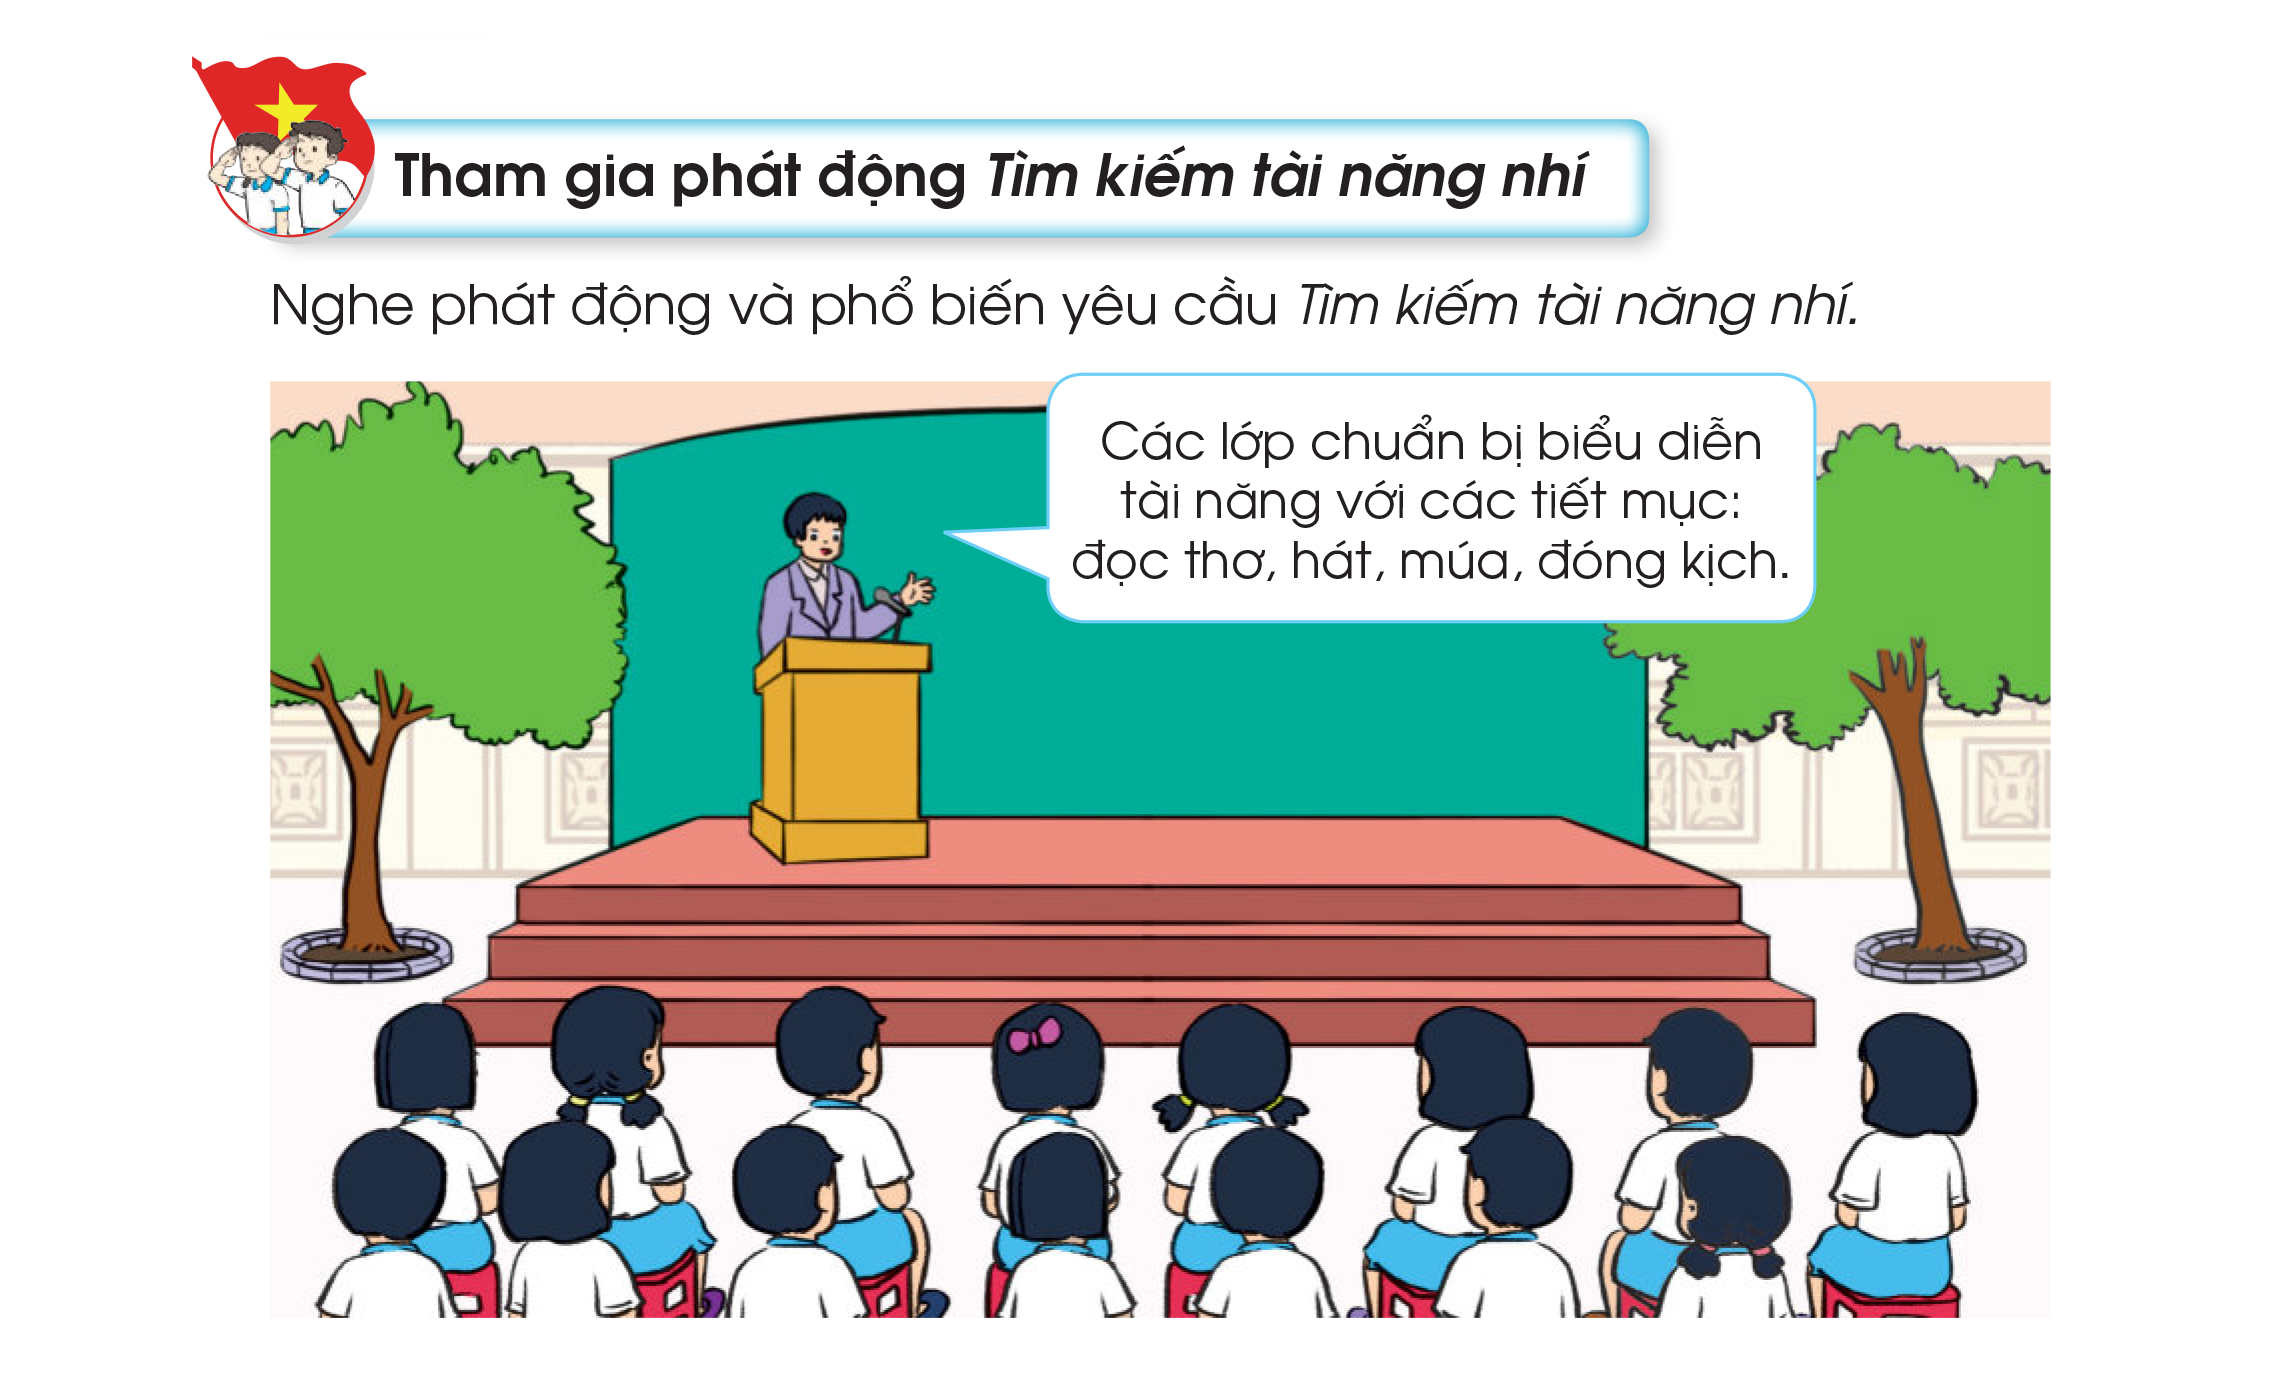 Tham gia phát động Tìm kiếm tài năng nhí
Nghe phát động và phổ biến yêu cầu Tìm kiếm tài năng nhí.
Các lớp chuẩn bị biểu diễn
tài năng với các tiết mục:
đọc thơ, hát, múa, đóng kịch.